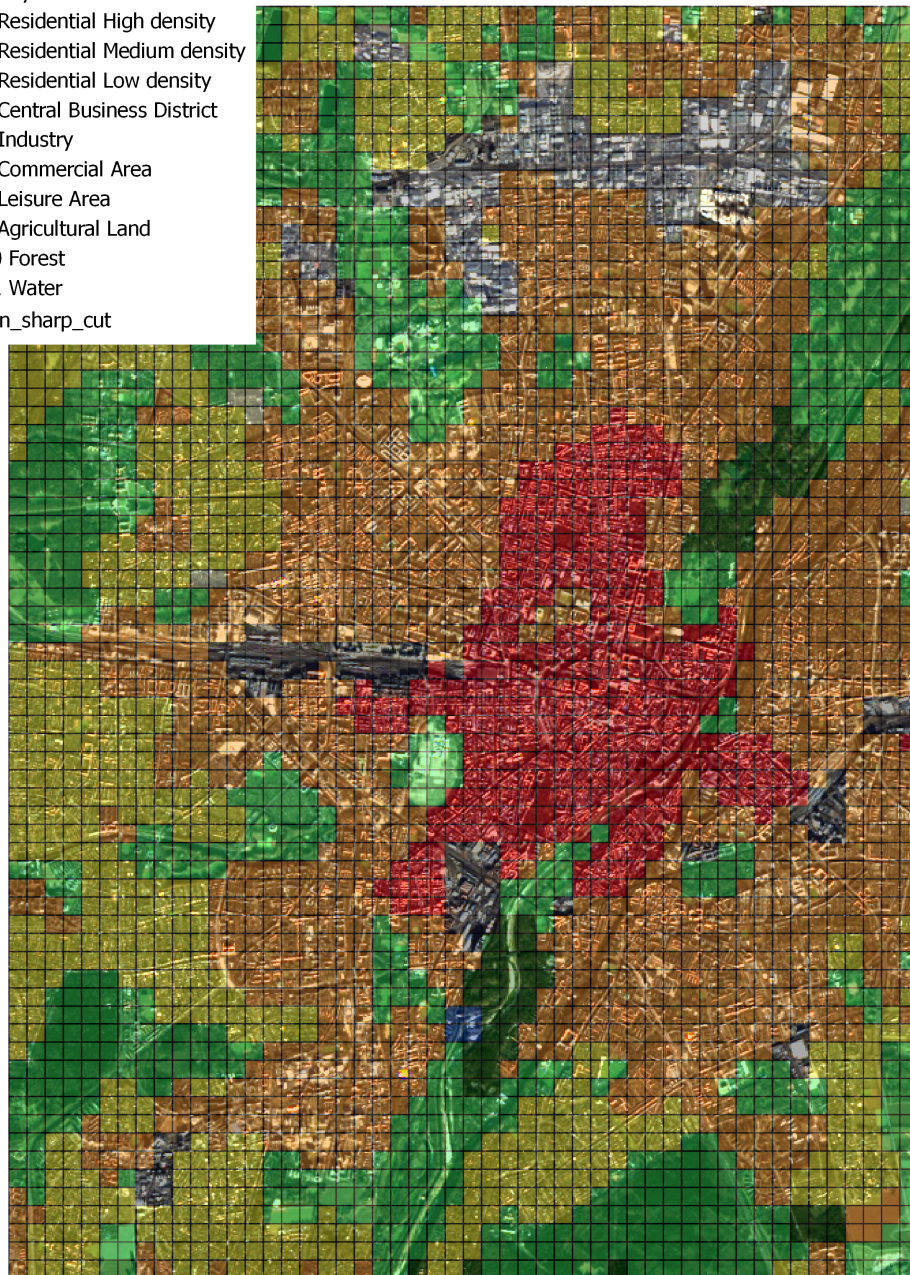 Residential High density
Residential Medium density
Residential Low density
Central Business District
Industry
Commercial Area
Leisure Area
Agricultural Land
Forest
Water
n_sharp_cut